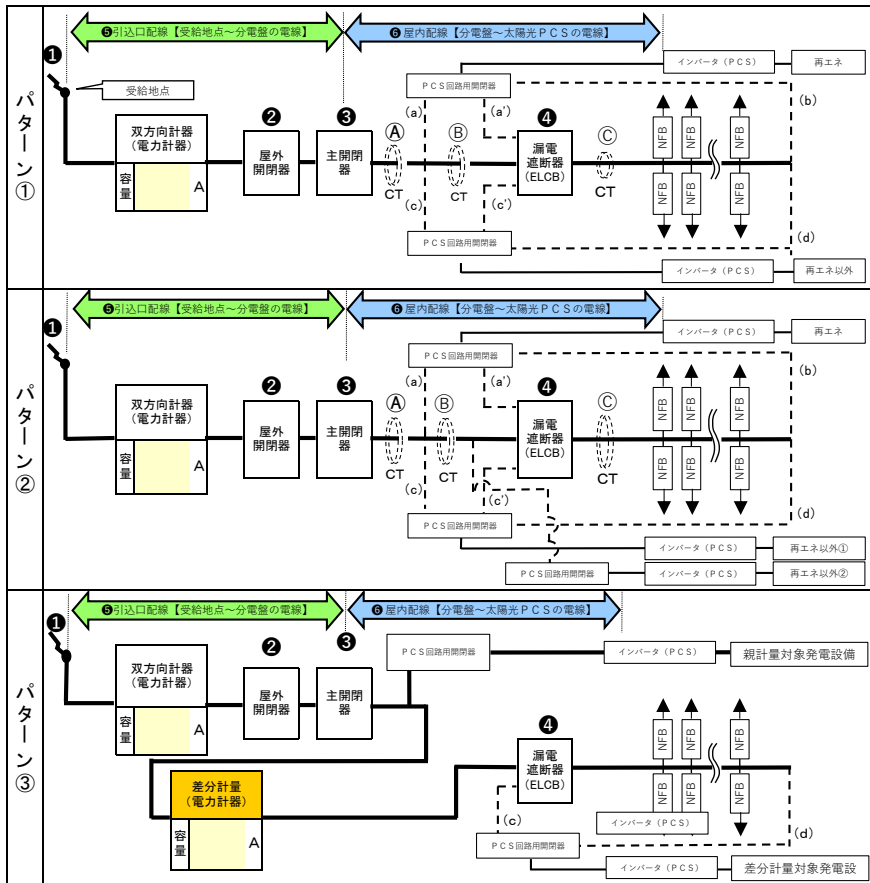 パターン①
❺引込口配線【受給地点～分電盤の電線】
❻屋内配線【分電盤～太陽光ＰＣＳの電線】
❶
受給地点
双方向計器
(電力計器)
容量
A
❷
屋外
開閉器
❸
主開閉
器
Ⓐ
CT
Ⓑ
CT
ＰＣＳ回路用開閉器
インバータ（ＰＣＳ）
再エネ
(a)
(a')
(b)
❹
漏電
遮断器
(ELCB)
Ⓒ
CT
NFB
NFB
NFB
NFB
NFB
NFB
(c)
(c')
(d)
ＰＣＳ回路用開閉器
インバータ（ＰＣＳ）
再エネ以外
パターン②
❺引込口配線【受給地点～分電盤の電線】
❻屋内配線【分電盤～太陽光ＰＣＳの電線】
❶
双方向計器
(電力計器)
容量
A
❷
屋外
開閉器
❸
主開閉
器
Ⓐ
CT
Ⓑ
CT
ＰＣＳ回路用開閉器
インバータ（ＰＣＳ）
再エネ
(a)
(a')
(b)
❹
漏電
遮断器
(ELCB)
Ⓒ
CT
NFB
NFB
NFB
NFB
NFB
NFB
(c)
(c')
(d)
ＰＣＳ回路用開閉器
インバータ（ＰＣＳ）
再エネ以外①
ＰＣＳ回路用開閉器
インバータ（ＰＣＳ）
再エネ以外②
パターン③
❺引込口配線【受給地点～分電盤の電線】
❻屋内配線【分電盤～太陽光ＰＣＳの電線】
❶
双方向計器
(電力計器)
容量
A
❷
屋外
開閉器
❸
主開閉
器
ＰＣＳ回路用開閉器
インバータ（ＰＣＳ）
親計量対象発電設備
差分計量
(電力計器)
容量
A
❹
漏電
遮断器
(ELCB)
NFB
NFB
NFB
NFB
NFB
NFB
インバータ（ＰＣＳ）
(c)
(d)
ＰＣＳ回路用開閉器
インバータ（ＰＣＳ）
差分計量対象発電設